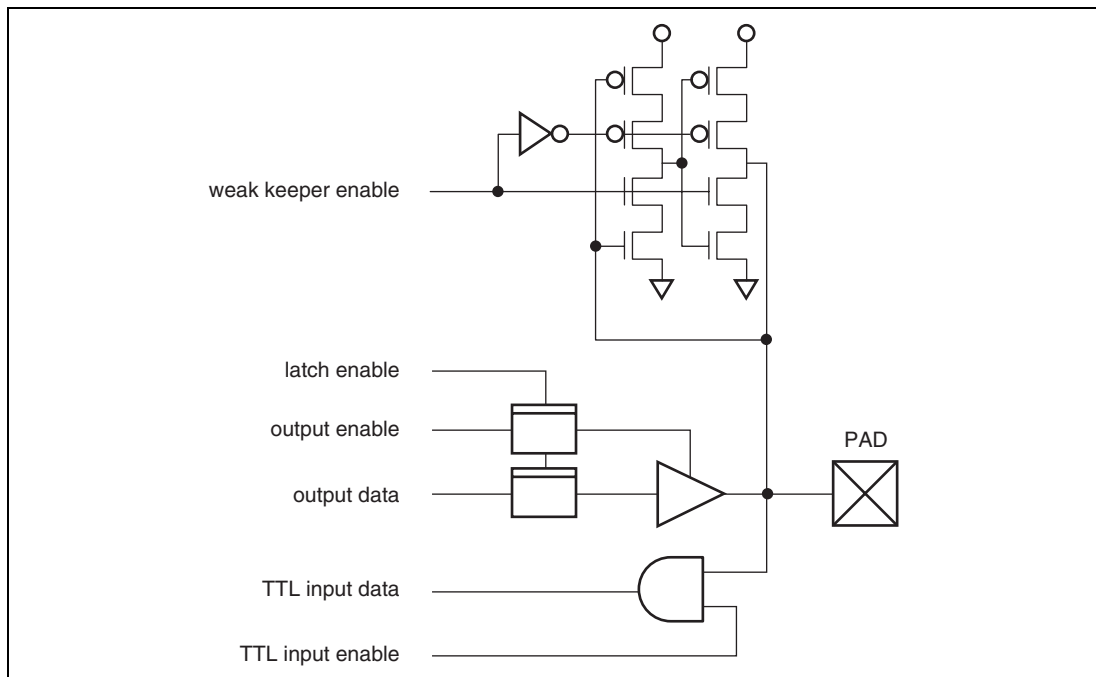 weak keeper enable
latch enable
output enable
PAD
output data
TTL input data
TTL input enable